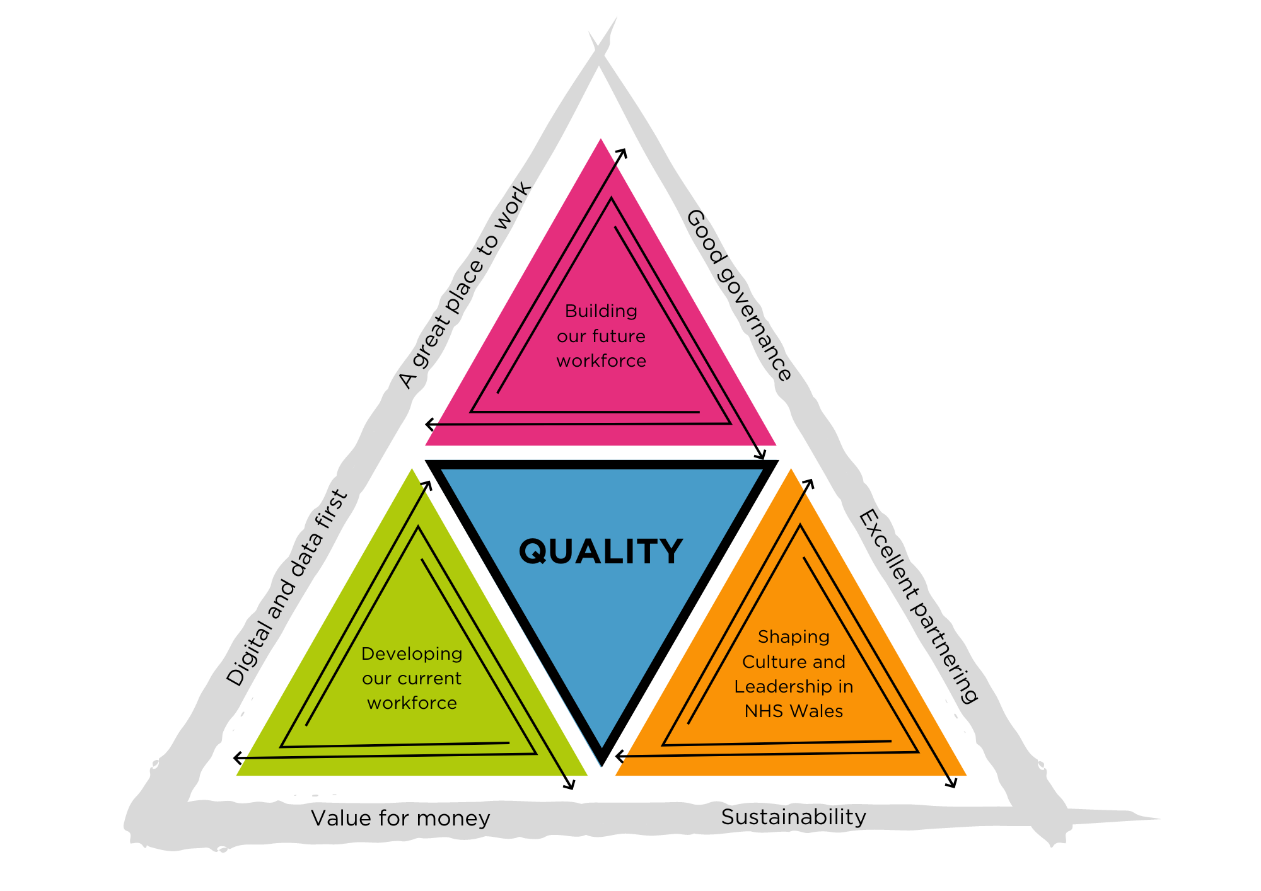 A great place to work
Good governance
Building
our future
workforce
Digital and data first
QUALITY
Excellent partnering
Developing
our current
workforce
Shaping
Culture and
Leadership in
NHS Wales
Value for money
Sustainability